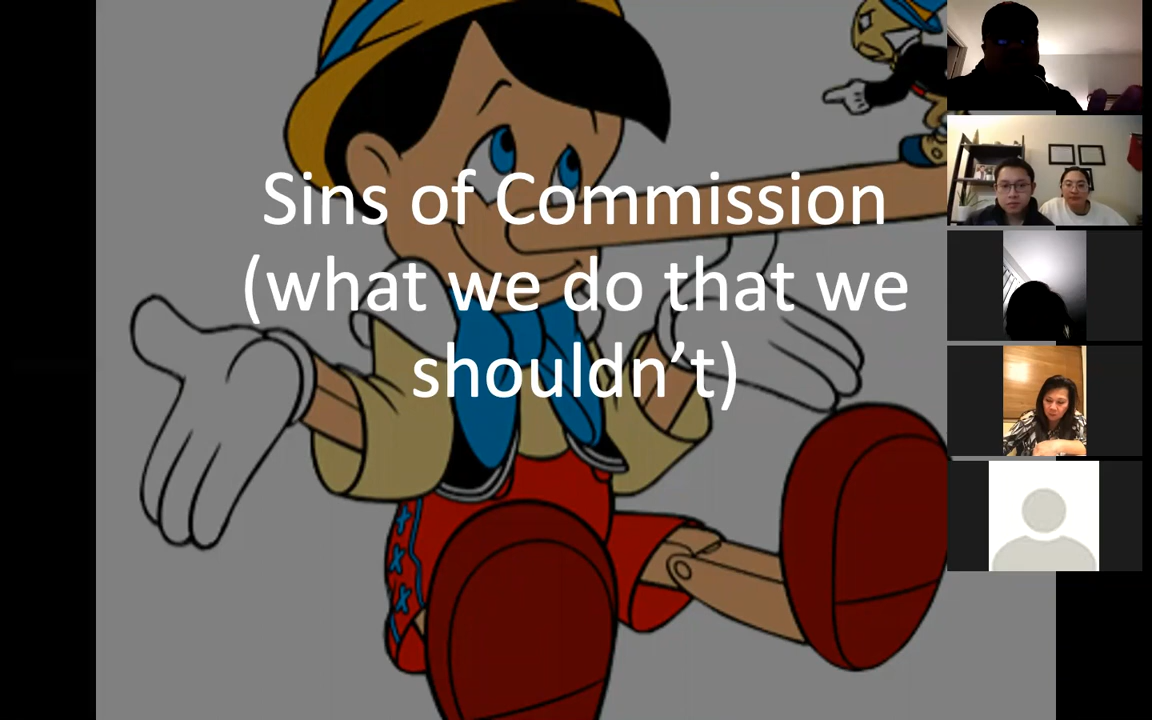 Sins of Commission
(what we do that we
shouldn’t)